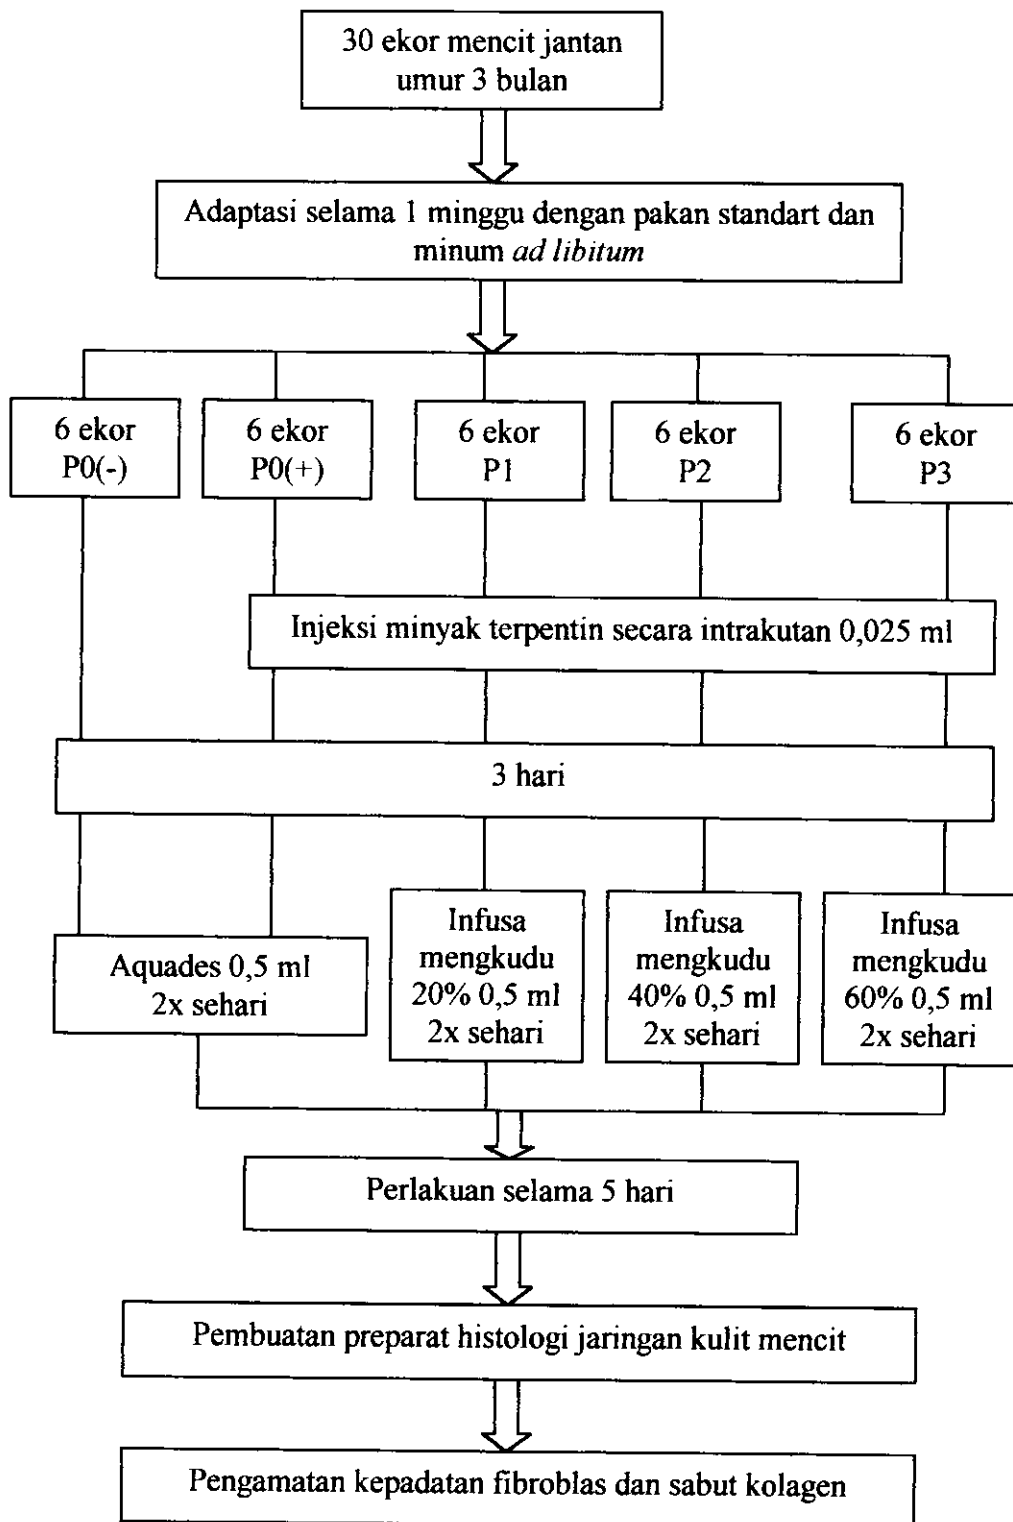 30 ekor mencit jantan
umur 3 bulan
Adaptasi selama 1 minggu dengan pakan standart dan
minum ad libitum
6 ekor
P0(-)
6 ekor
P0(+)
6 ekor
P1
6 ekor
P2
6 ekor
P3
Injeksi minyak terpentin secara intrakutan 0,025 ml
3 hari
Aquades 0,5 ml
2x sehari
Infusa
mengkudu
20% 0,5 ml
2x sehari
Infusa
mengkudu
40% 0,5 ml
2x sehari
Infusa
mengkudu
60% 0,5 ml
2x sehari
Perlakuan selama 5 hari
Pembuatan preparat histologi jaringan kulit mencit
Pengamatan kepadatan fibroblas dan sabut kolagen